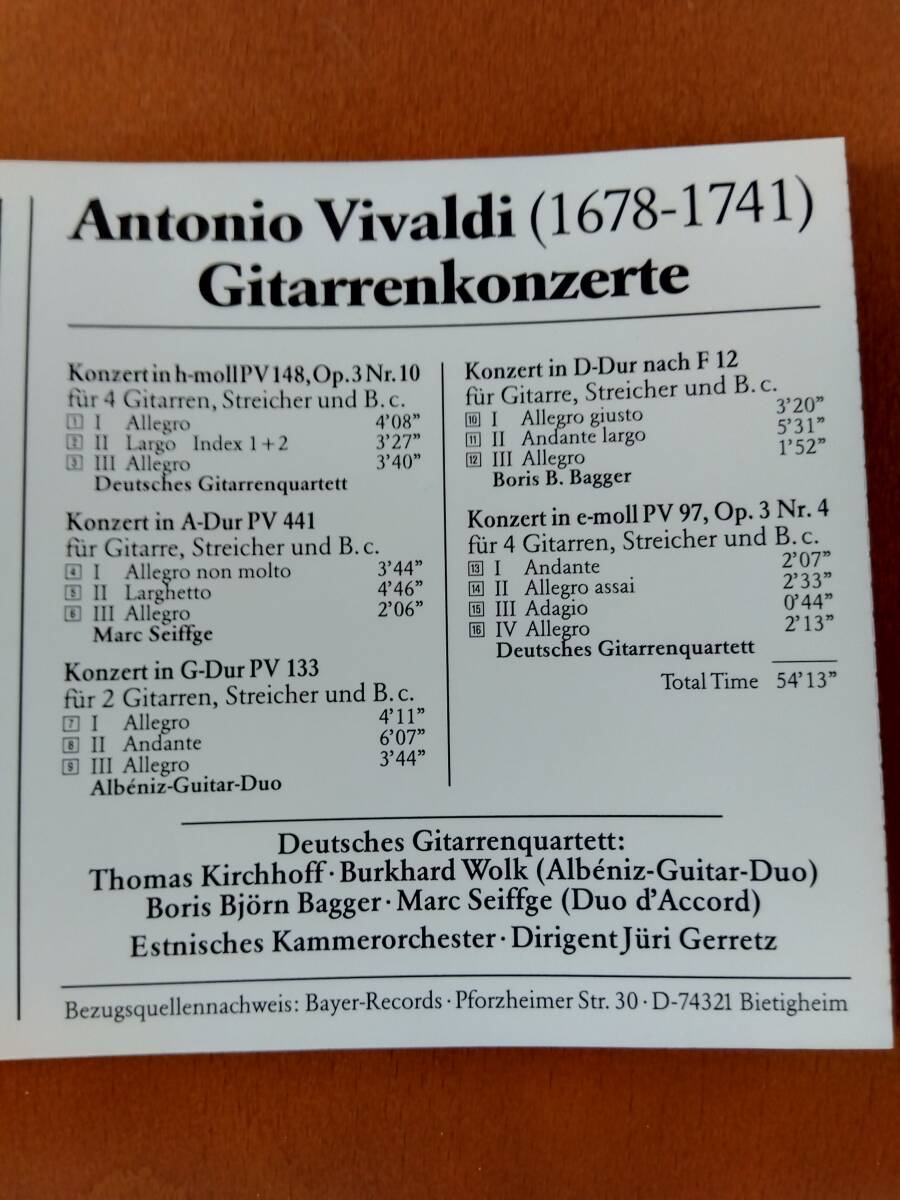 Antonio Vivaldi (1678-1741)
Gitarrenkonzerte
Konzert in h-moll PV 148, Op. 3 Nr. 10
für 4 Gitarren, Streicher und B. c.
1 I Allegro 4'08”
2 II Largo Index 1 + 2 3'27”
3 III Allegro 3'40”
Deutsches Gitarrenquartett
Konzert in A-Dur PV 441
für Gitarre, Streicher und B. c.
4 I Allegro non molto 3'44”
5 II Larghetto 4'46”
6 III Allegro 2'06”
Marc Seiffge
Konzert in G-Dur PV 133
für 2 Gitarren, Streicher und B. c.
7 I Allegro 4'11”
8 II Andante 6'07”
9 III Allegro 3'44”
Albéniz-Guitar-Duo
Konzert in D-Dur nach F 12
für Gitarre, Streicher und B. c.
10 I Allegro giusto 3'20”
11 II Andante largo 5'31”
12 III Allegro 1'52”
Boris B. Bagger
Konzert in e-moll PV 97, Op. 3 Nr. 4
für 4 Gitarren, Streicher und B. c.
13 I Andante 2'07”
14 II Allegro assai 2'33”
15 III Adagio 0'44”
16 IV Allegro 2'13”
Deutsches Gitarrenquartett
Total Time 54'13”
Deutsches Gitarrenquartett:
Thomas Kirchhoff · Burkhard Wolk (Albéniz-Guitar-Duo)
Boris Björn Bagger · Marc Seiffge (Duo d'Accord)
Estnisches Kammerorchester · Dirigent Jüri Gerretz
Bezugsquellennachweis: Bayer-Records · Pforzheimer Str. 30 · D-74321 Bietigheim